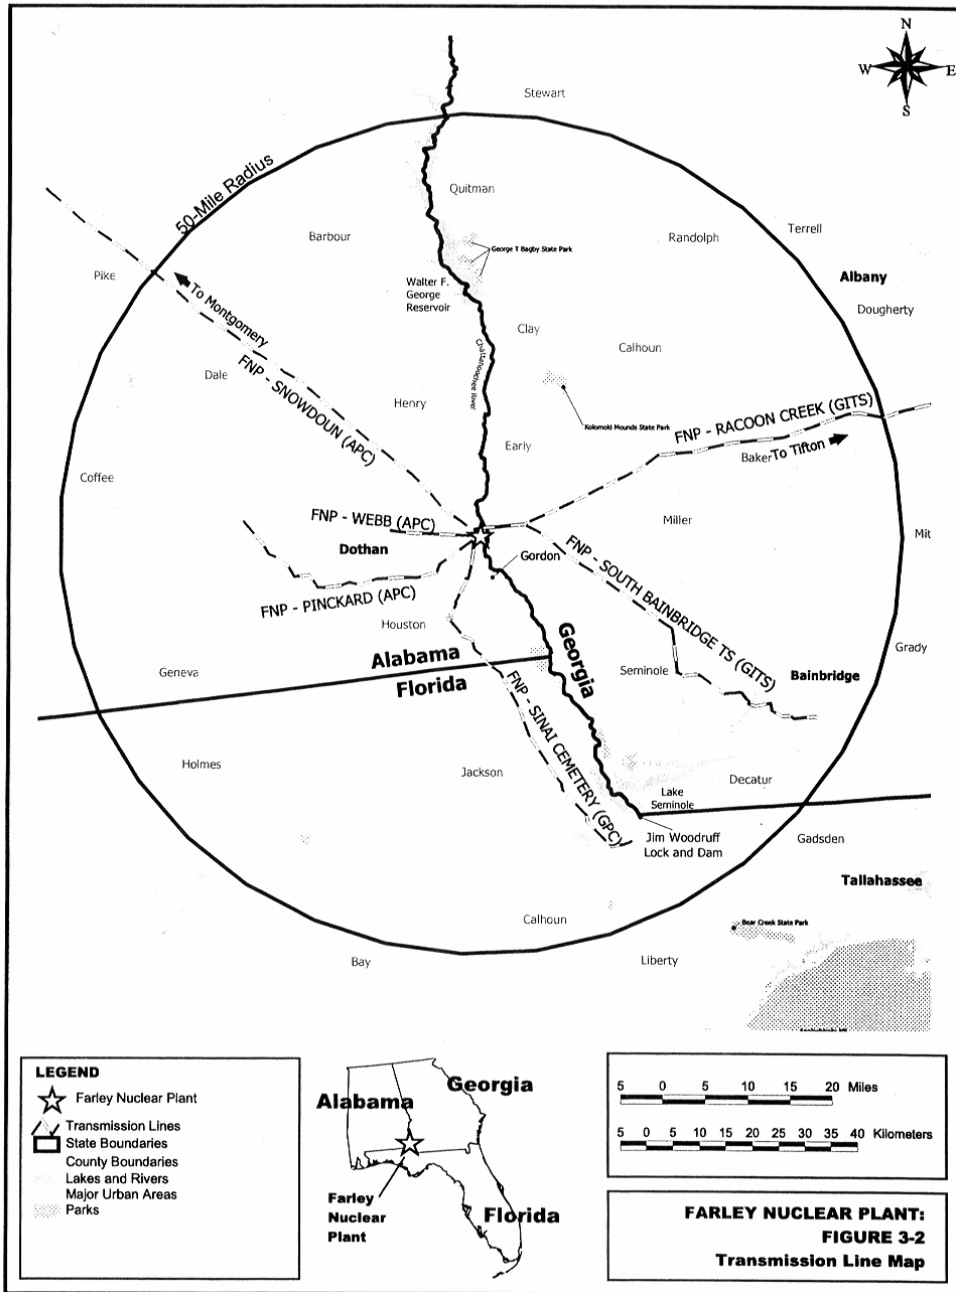 N
W E
S
Stewart
50-Mile Radius
Quitman
Barbour
Randolph
Terrell
George T Bagby State Park
Pike
Walter F.
George
Reservoir
Albany
To Montgomery
Dougherty
Clay
Chattahoochee River
Calhoun
FNP - SNOWDOUN (APC)
Dale
Henry
FNP - RACOON CREEK (GITS)
Kolomoki Mounds State Park
Early
Baker
To Tifton
Coffee
FNP - WEBB (APC)
Miller
Mit
Dothan
Gordon
FNP - SOUTH BAINBRIDGE TS (GITS)
FNP - PINCKARD (APC)
Houston
Georgia
Grady
Alabama
Florida
Geneva
Seminole
Bainbridge
FNP - SINAI CEMETERY (GPC)
Holmes
Jackson
Decatur
Lake
Seminole
Jim Woodruff
Lock and Dam
Gadsden
Tallahassee
Calhoun
Bear Creek State Park
Bay
Liberty
LEGEND
Farley Nuclear Plant
Transmission Lines
State Boundaries
County Boundaries
Lakes and Rivers
Major Urban Areas
Parks
Alabama
Georgia
Florida
Farley
Nuclear
Plant
5 0 5 10 15 20 Miles
5 0 5 10 15 20 25 30 35 40 Kilometers
FARLEY NUCLEAR PLANT:
FIGURE 3-2
Transmission Line Map